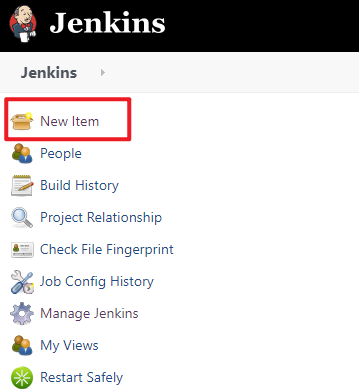 Jenkins
Jenkins
New Item
People
Build History
Project Relationship
Check File Fingerprint
Job Config History
Manage Jenkins
My Views
Restart Safely